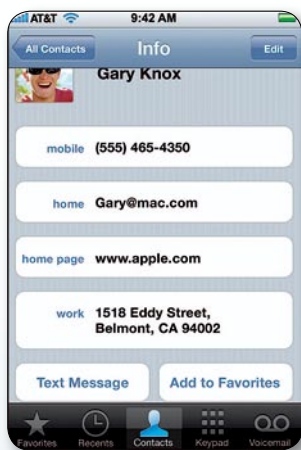 AT&T 9:42 AM
All Contacts Info Edit
Gary Knox
mobile (555) 465-4350
home Gary@mac.com
home page www.apple.com
work 1518 Eddy Street,
Belmont, CA 94002
Text Message Add to Favorites
Favorites Recents Contacts Keypad Voicemail